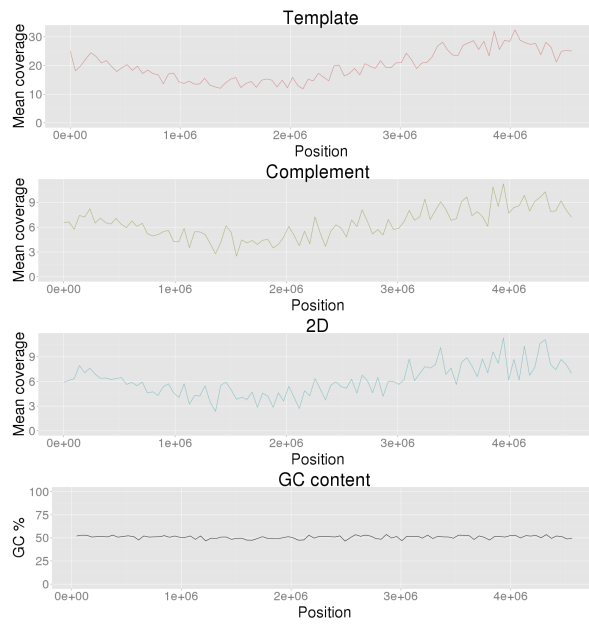 Template
Mean coverage
30
20
10
0
0e+00 1e+06 2e+06 3e+06 4e+06
Position
Complement
Mean coverage
9
6
3
0
0e+00 1e+06 2e+06 3e+06 4e+06
Position
2D
Mean coverage
9
6
3
0
0e+00 1e+06 2e+06 3e+06 4e+06
Position
GC content
GC %
100
75
50
25
0
0e+00 1e+06 2e+06 3e+06 4e+06
Position